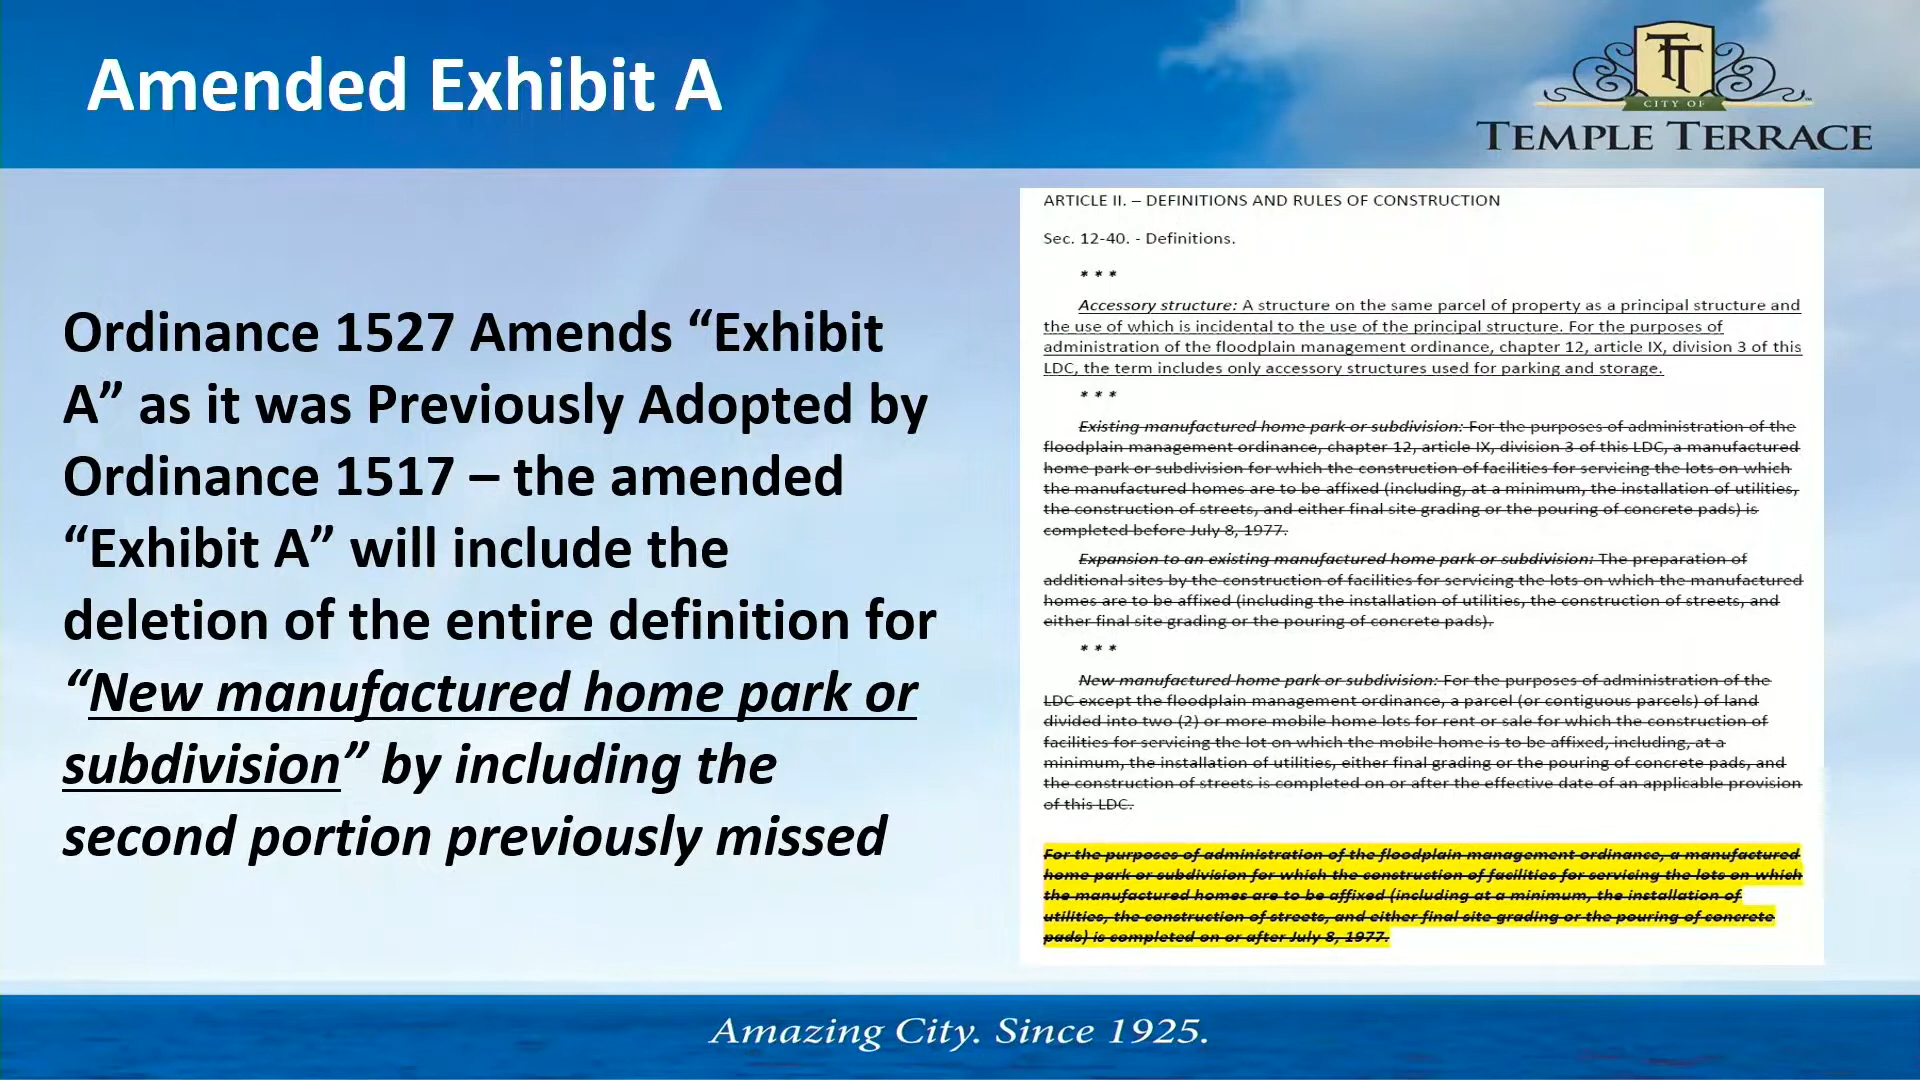 Amended Exhibit A
TT
CITY OF
TEMPLE TERRACE
Ordinance 1527 Amends “Exhibit
A” as it was Previously Adopted by
Ordinance 1517 – the amended
“Exhibit A” will include the
deletion of the entire definition for
“New manufactured home park or
subdivision” by including the
second portion previously missed
ARTICLE II. – DEFINITIONS AND RULES OF CONSTRUCTION
Sec. 12-40. - Definitions.
* * *
Accessory structure: A structure on the same parcel of property as a principal structure and
the use of which is incidental to the use of the principal structure. For the purposes of
administration of the floodplain management ordinance, chapter 12, article IX, division 3 of this
LDC, the term includes only accessory structures used for parking and storage.
* * *
Existing manufactured home park or subdivision: For the purposes of administration of the
floodplain management ordinance, chapter 12, article IX, division 3 of this LDC, a manufactured
home park or subdivision for which the construction of facilities for servicing the lots on which
the manufactured homes are to be affixed (including, at a minimum, the installation of utilities,
the construction of streets, and either final site grading or the pouring of concrete pads) is
completed before July 8, 1977.
Expansion to an existing manufactured home park or subdivision: The preparation of
additional sites by the construction of facilities for servicing the lots on which the manufactured
homes are to be affixed (including the installation of utilities, the construction of streets, and
either final site grading or the pouring of concrete pads).
* * *
New manufactured home park or subdivision: For the purposes of administration of the
LDC except the floodplain management ordinance, a parcel (or contiguous parcels) of land
divided into two (2) or more mobile home lots for rent or sale for which the construction of
facilities for servicing the lot on which the mobile home is to be affixed, including, at a
minimum, the installation of utilities, either final grading or the pouring of concrete pads, and
the construction of streets is completed on or after the effective date of an applicable provision
of this LDC.
For the purposes of administration of the floodplain management ordinance, a manufactured
home park or subdivision for which the construction of facilities for servicing the lots on which
the manufactured homes are to be affixed (including at a minimum, the installation of
utilities, the construction of streets, and either final site grading or the pouring of concrete
pads) is completed on or after July 8, 1977.
Amazing City. Since 1925.